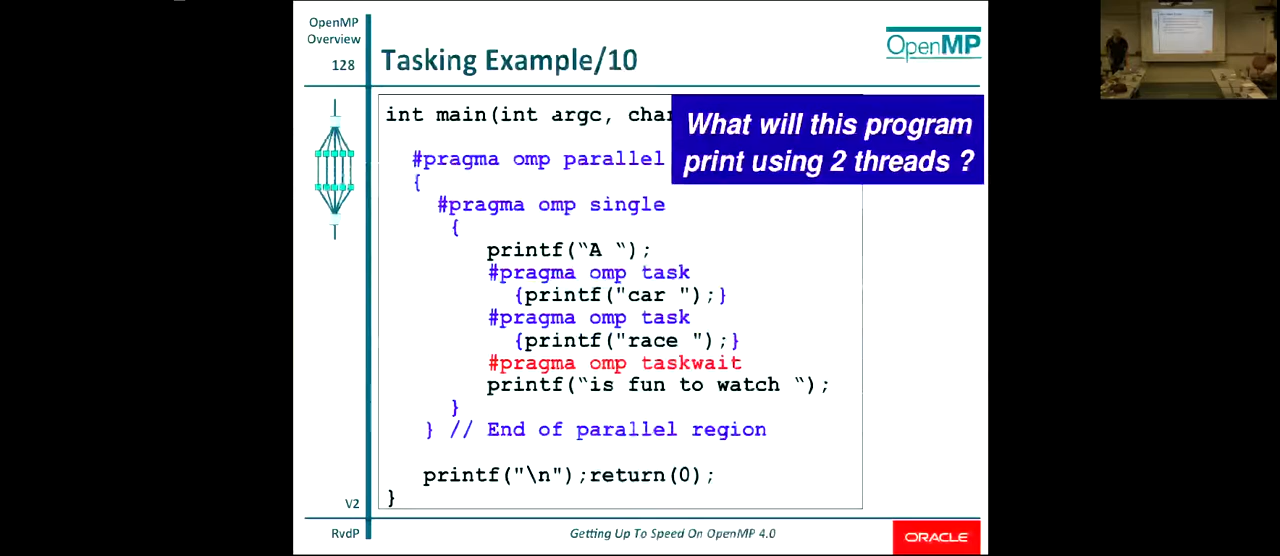 OpenMP
Overview
128
Tasking Example/10
OpenMP
What will this program
print using 2 threads ?
int main(int argc, char
#pragma omp parallel
{
#pragma omp single
{
printf(“A “);
#pragma omp task
{printf("car ");}
#pragma omp task
{printf("race ");}
#pragma omp taskwait
printf(“is fun to watch “);
}
} // End of parallel region
printf("\n");return(0);
}
V2
RvdP
Getting Up To Speed On OpenMP 4.0
ORACLE